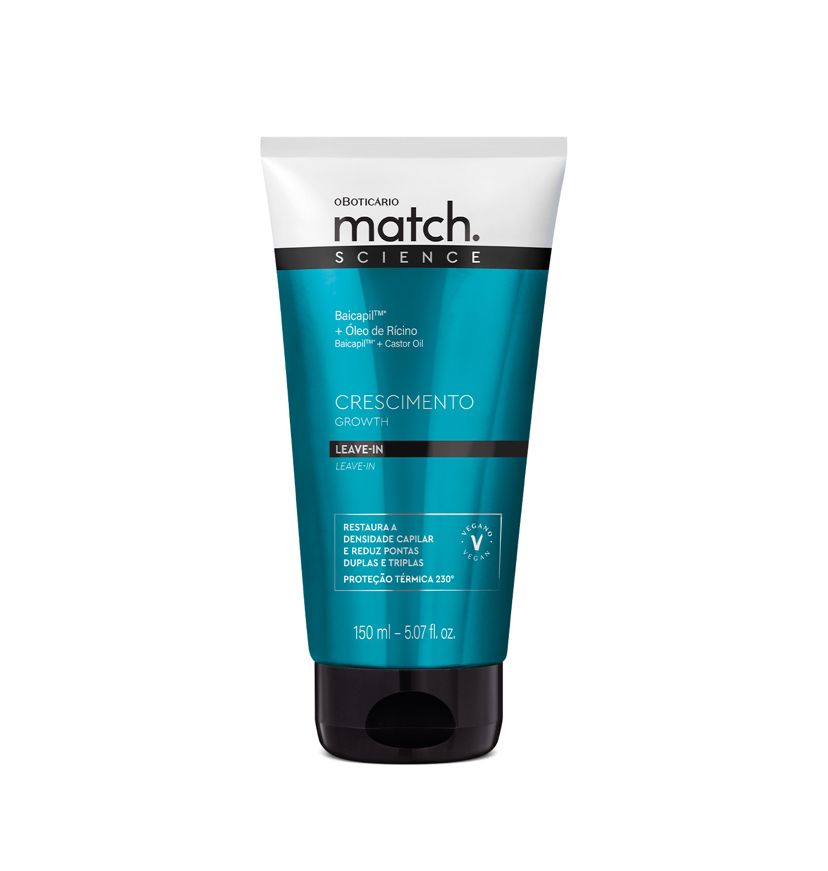 oBOTICÁRIO
match.
SCIENCE
Baicapil™*
+ Óleo de Rícino
Baicapil™* + Castor Oil
CRESCIMENTO
GROWTH
LEAVE-IN
LEAVE-IN
RESTAURA A
DENSIDADE CAPILAR
E REDUZ PONTAS
DUPLAS E TRIPLAS
PROTEÇÃO TÉRMICA 230°
VEGANO
V
VEGAN
150 ml – 5.07 fl. oz.